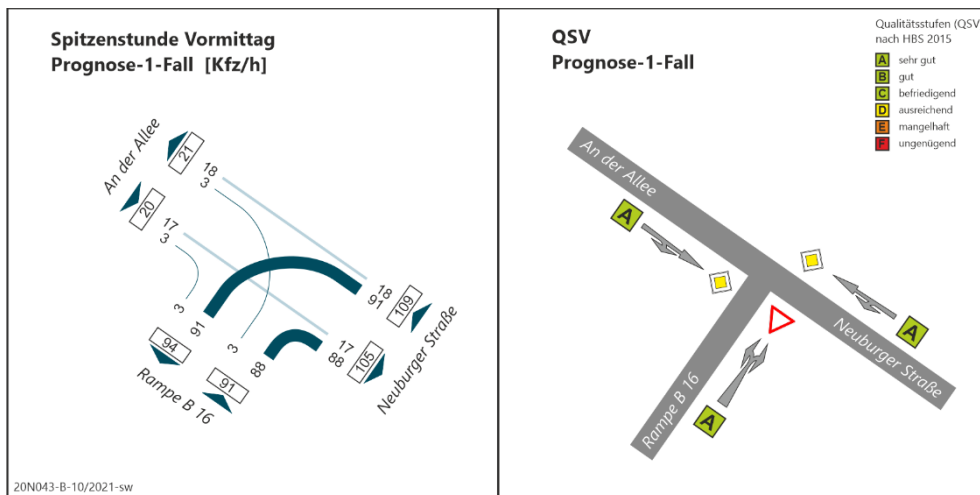 Spitzenstunde Vormittag
Prognose-1-Fall [Kfz/h]
An der Allee
21
18
3
20
17
3
3
91
94
Rampe B 16
3
91
88
18
91
109
17
88
105
Neuburger Straße
20N043-B-10/2021-sw
QSV
Prognose-1-Fall
Qualitätsstufen (QSV
nach HBS 2015
A sehr gut
B gut
C befriedigend
D ausreichend
E mangelhaft
F ungenügend
An der Allee
A
A
Neuburger Straße
Rampe B 16
A